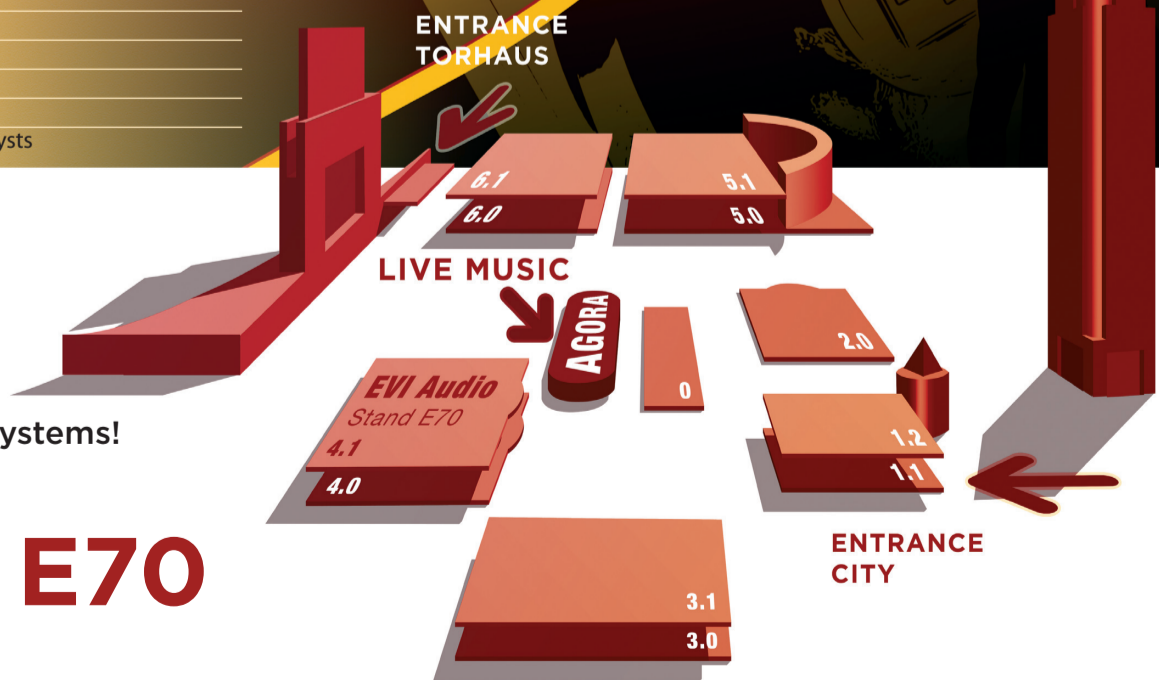 ENTRANCE
TORHAUS
ysts
6.1
5.1
6.0
5.0
LIVE MUSIC
AGORA
2.0
EVI Audio
0
Stand E70
ystems!
4.1
1.2
1.1
4.0
E70
ENTRANCE
CITY
3.1
3.0